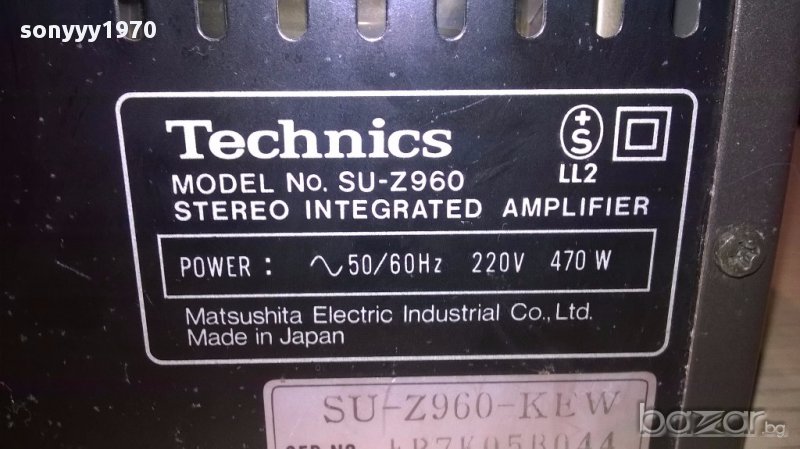 sonyyy1970
Technics
+
S
LL2
MODEL No. SU-Z960
STEREO INTEGRATED AMPLIFIER
POWER : ∿50/60Hz 220V 470 W
Matsushita Electric Industrial Co., Ltd.
Made in Japan
SU-Z960-KEW
bazar.bg